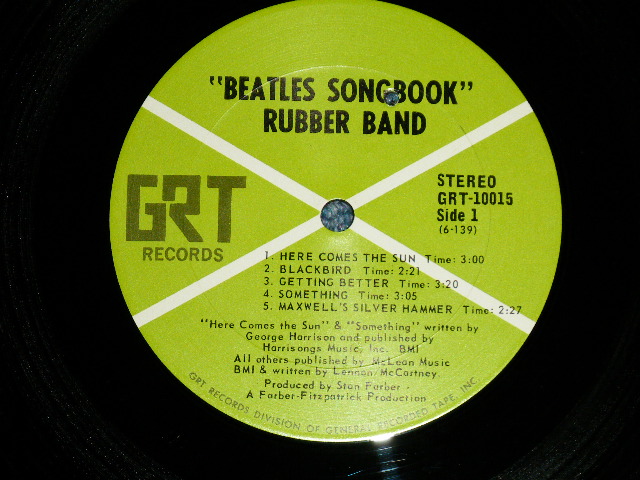 "BEATLES SONGBOOK"
RUBBER BAND
GRT
RECORDS
STEREO
GRT-10015
Side 1
(6-139)
1. HERE COMES THE SUN Time: 3:00
2. BLACKBIRD Time: 2:21
3. GETTING BETTER Time: 3:20
4. SOMETHING Time: 3:05
5. MAXWELL'S SILVER HAMMER Time: 2:27
"Here Comes the Sun" & "Something" written by
George Harrison and published by
Harrisongs Music, Inc. BMI
All others published by McLean Music
BMI & written by Lennon-McCartney.
Produced by Stan Farber -
A Farber-Fitzpatrick Production
GRT RECORDS DIVISION OF GENERAL RECORDED TAPE, INC.